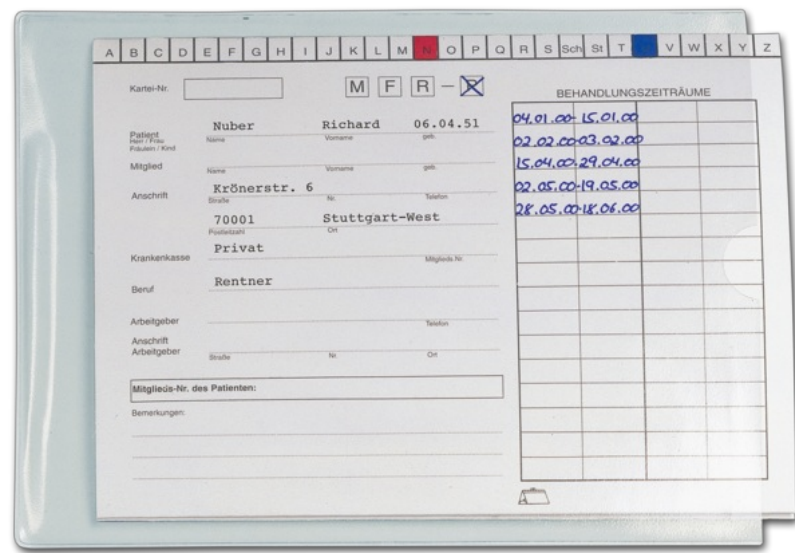 A B C D E F G H I J K L M N O P Q R S Sch St T V W X Y Z
Kartei-Nr. M F R – R
BEHANDLUNGSZEITRÄUME
Nuber Richard 06.04.51
Patient Name Vorname geb.
Herr / Frau
Fräulein / Kind
Mitglied
Name Vorname geb.
Krönerstr. 6
Anschrift
Straße Nr. Telefon
70001 Stuttgart-West
Postleitzahl Ort
Privat
Krankenkasse Mitglieds.Nr.
Rentner
Beruf
Arbeitgeber Telefon
Anschrift
Arbeitgeber
Straße Nr. Ort
Mitglieds-Nr. des Patienten:
Bemerkungen:
04.01.00-15.01.00
02.02.00-03.02.00
15.04.00-29.04.00
02.05.00-19.05.00
28.05.00-18.06.00